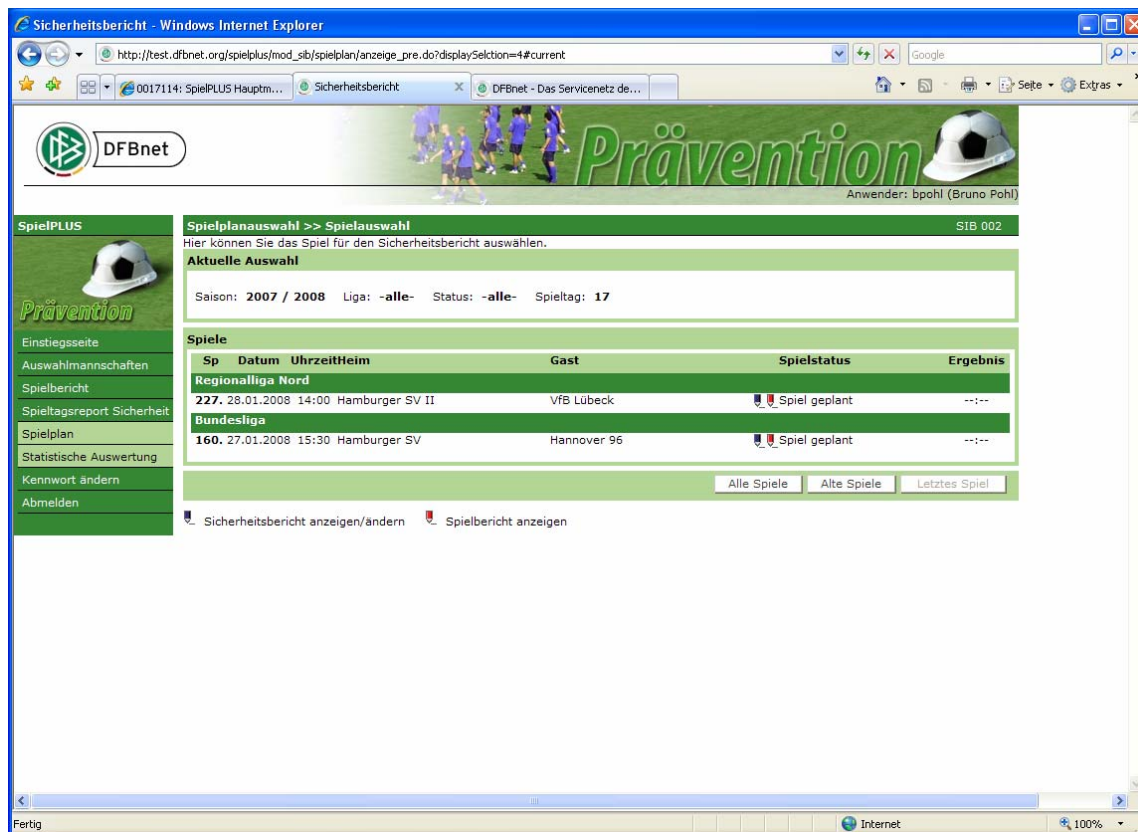 Sicherheitsbericht - Windows Internet Explorer
http://test.dfbnet.org/spielplus/mod_sib/spielplan/anzeige_pre.do?displaySelction=4#current
Google
0017114: SpielPLUS Hauptm... Sicherheitsbericht X DFBnet - Das Servicenetz de...
Seite Extras
DFBnet
Prävention
Anwender: bpohl (Bruno Pohl)
SpielPLUS
Prävention
Einstiegsseite
Auswahlmannschaften
Spielbericht
Spieltagsreport Sicherheit
Spielplan
Statistische Auswertung
Kennwort ändern
Abmelden
Spielplanauswahl >> Spielauswahl SIB 002
Hier können Sie das Spiel für den Sicherheitsbericht auswählen.
Aktuelle Auswahl
Saison: 2007 / 2008 Liga: -alle- Status: -alle- Spieltag: 17
Spiele
Sp Datum UhrzeitHeim Gast Spielstatus Ergebnis
Regionalliga Nord
227. 28.01.2008 14:00 Hamburger SV II VfB Lübeck Spiel geplant --:--
Bundesliga
160. 27.01.2008 15:30 Hamburger SV Hannover 96 Spiel geplant --:--
Alle Spiele Alte Spiele Letztes Spiel
Sicherheitsbericht anzeigen/ändern Spielbericht anzeigen
Fertig Internet 100%